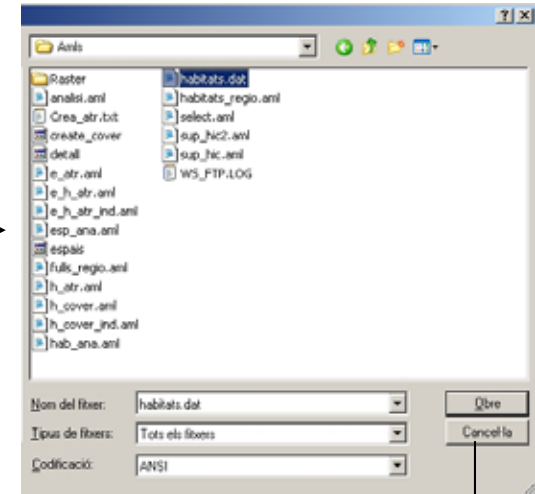 Amls
Raster
analisi.aml
Crea_atr.txt
create_cover
detall
e_atr.aml
e_h_atr.aml
e_h_atr_ind.aml
esp_ana.aml
espais
fulls_regio.aml
h_atr.aml
h_cover.aml
h_cover_ind.aml
hab_ana.aml
habitats.dat
habitats_regio.aml
select.aml
sup_hic2.aml
sup_hic.aml
WS_FTP.LOG
Nom del fitxer: habitats.dat Obre
Tipus de fitxers: Tots els fitxers Cancel·la
Codificació: ANSI